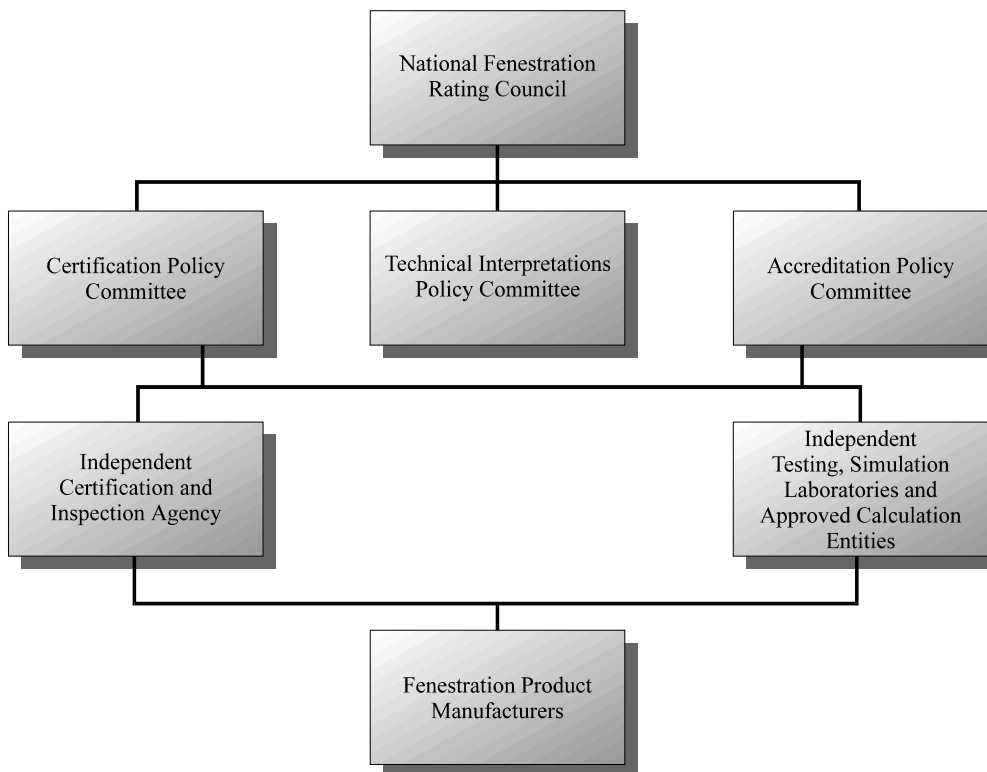 National Fenestration
Rating Council
Certification Policy
Committee
Technical Interpretations
Policy Committee
Accreditation Policy
Committee
Independent
Certification and
Inspection Agency
Independent
Testing, Simulation
Laboratories and
Approved Calculation
Entities
Fenestration Product
Manufacturers